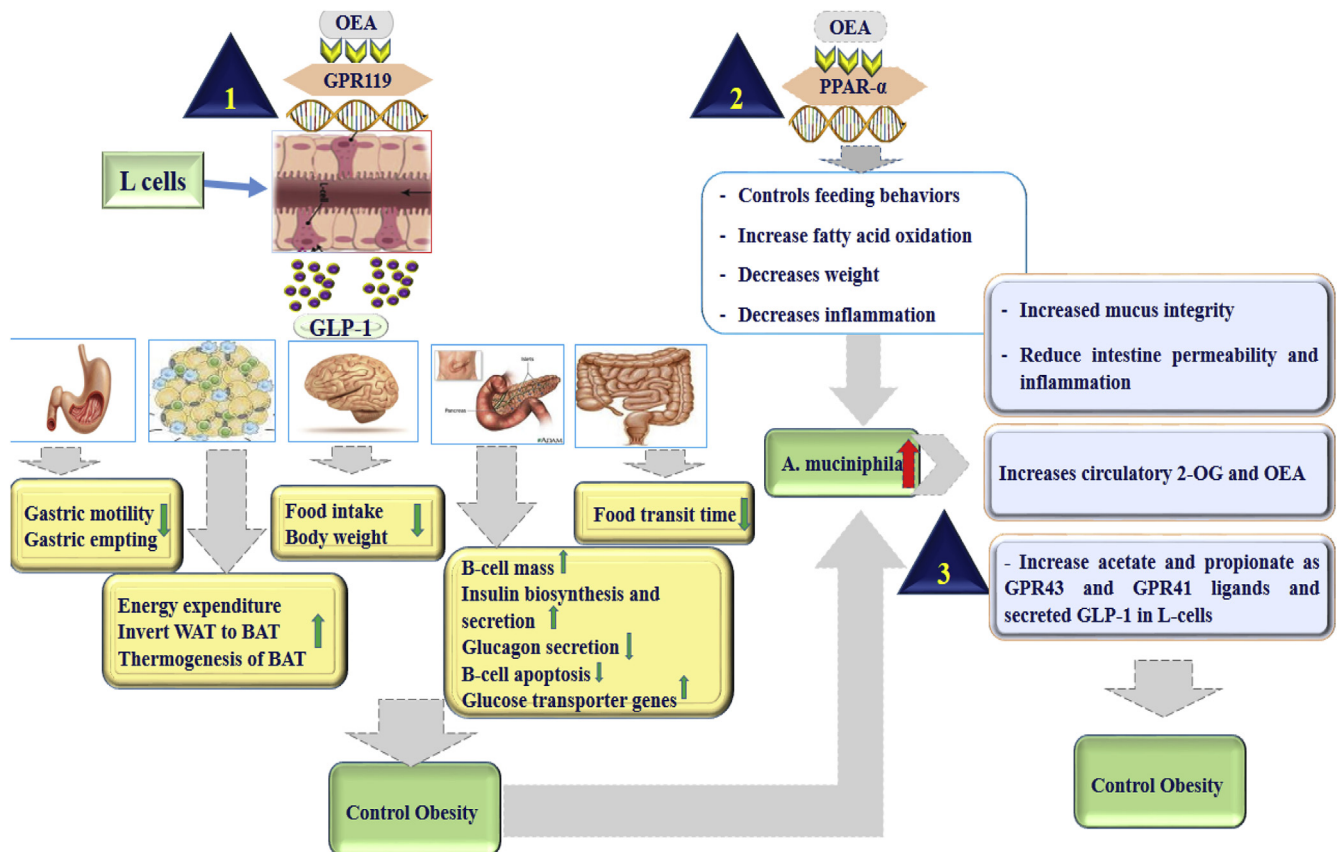 OEA
GPR119
1
L cells
L-cell
GLP-1
Islets
Pancreas
#ADAM
Gastric motility
Gastric empting
Energy expenditure
Invert WAT to BAT
Thermogenesis of BAT
Food intake
Body weight
B-cell mass
Insulin biosynthesis and
secretion
Glucagon secretion
B-cell apoptosis
Glucose transporter genes
Food transit time
Control Obesity
OEA
PPAR-α
2
- Controls feeding behaviors
- Increase fatty acid oxidation
- Decreases weight
- Decreases inflammation
A. muciniphila
- Increased mucus integrity
- Reduce intestine permeability and
inflammation
Increases circulatory 2-OG and OEA
3
- Increase acetate and propionate as
GPR43 and GPR41 ligands and
secreted GLP-1 in L-cells
Control Obesity